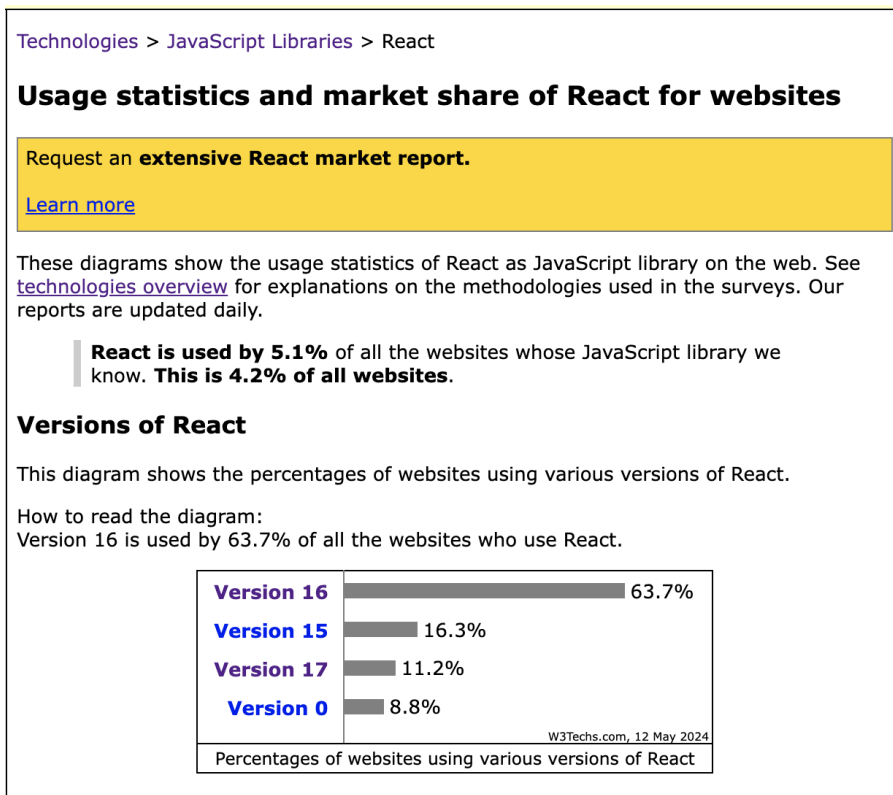 Technologies > JavaScript Libraries > React
Usage statistics and market share of React for websites
Request an extensive React market report.
Learn more
These diagrams show the usage statistics of React as JavaScript library on the web. See
technologies overview for explanations on the methodologies used in the surveys. Our
reports are updated daily.
React is used by 5.1% of all the websites whose JavaScript library we
know. This is 4.2% of all websites.
Versions of React
This diagram shows the percentages of websites using various versions of React.
How to read the diagram:
Version 16 is used by 63.7% of all the websites who use React.
Version 16 63.7%
Version 15 16.3%
Version 17 11.2%
Version 0 8.8%
W3Techs.com, 12 May 2024
Percentages of websites using various versions of React